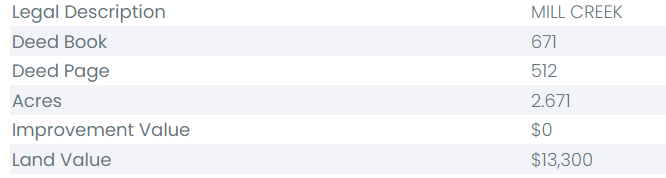 Legal Description MILL CREEK
Deed Book 671
Deed Page 512
Acres 2.671
Improvement Value $0
Land Value $13,300